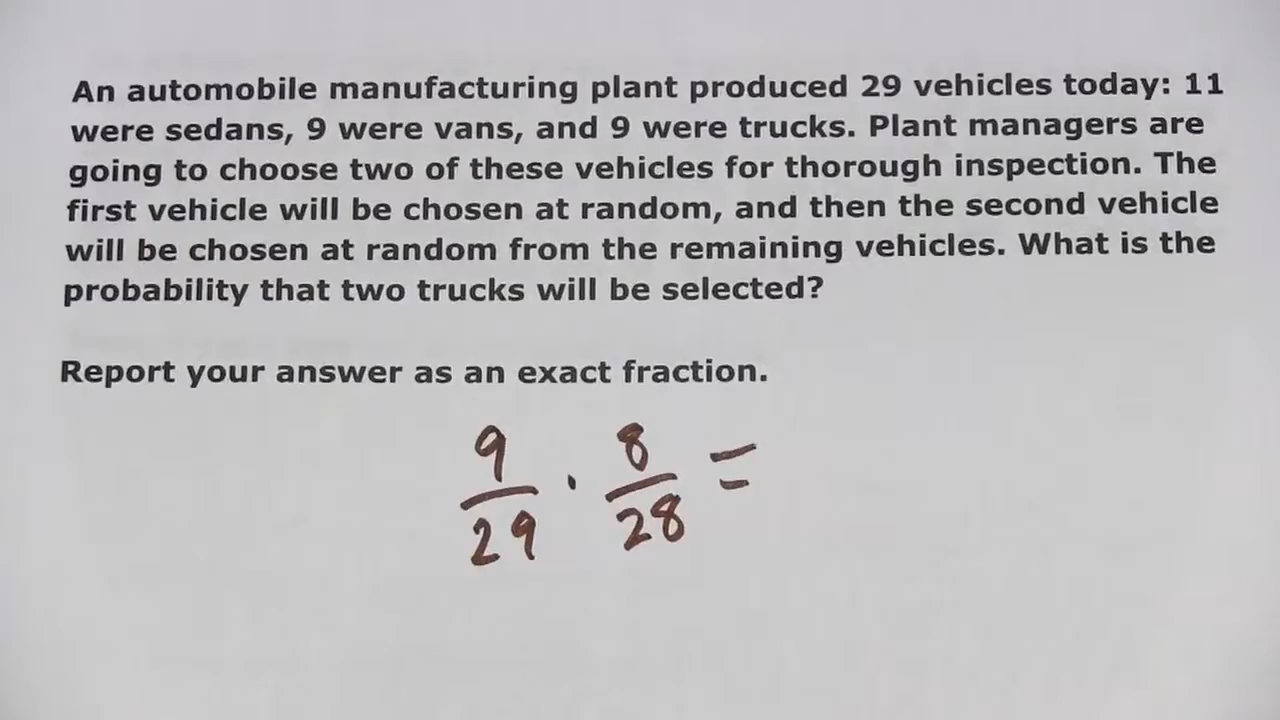 An automobile manufacturing plant produced 29 vehicles today: 11
were sedans, 9 were vans, and 9 were trucks. Plant managers are
going to choose two of these vehicles for thorough inspection. The
first vehicle will be chosen at random, and then the second vehicle
will be chosen at random from the remaining vehicles. What is the
probability that two trucks will be selected?
Report your answer as an exact fraction.
9/29 · 8/28 =